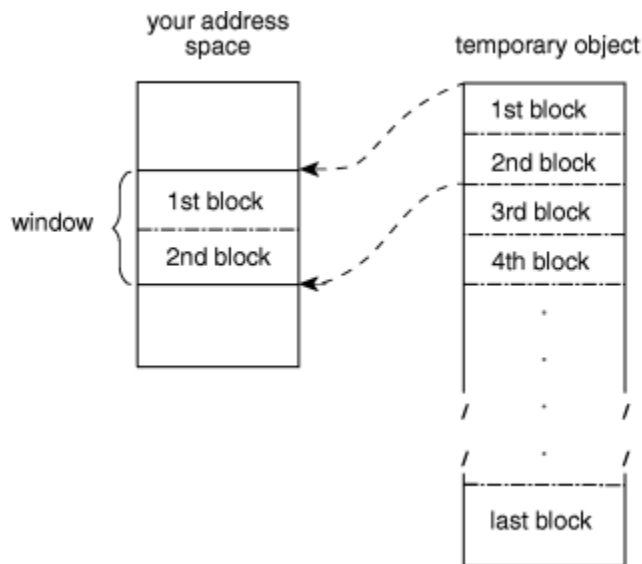 your address
space
window
1st block
2nd block
temporary object
1st block
2nd block
3rd block
4th block
last block